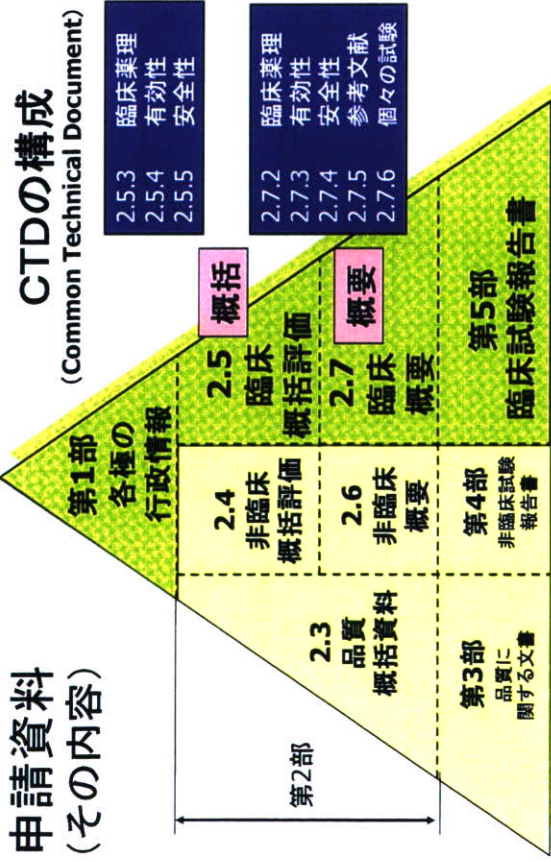 申請資料
(その内容)
CTDの構成
(Common Technical Document)
第1部
各極の
行政情報
第2部
2.3
品質
概括資料
2.4
非臨床
概括評価
2.5
臨床
概括評価
概括
2.5.3 臨床薬理
2.5.4 有効性
2.5.5 安全性
2.6
非臨床
概要
2.7
臨床
概要
概要
2.7.2 臨床薬理
2.7.3 有効性
2.7.4 安全性
2.7.5 参考文献
2.7.6 個々の試験
第3部
品質に
関する文書
第4部
非臨床試験
報告書
第5部
臨床試験報告書